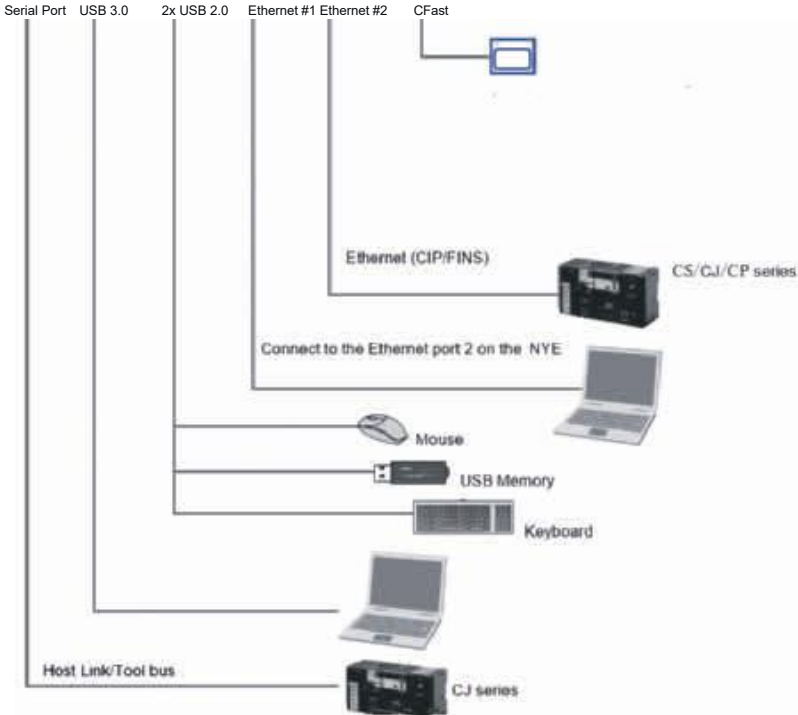 Serial Port USB 3.0 2x USB 2.0 Ethernet #1 Ethernet #2 CFast
Ethernet (CIP/FINS)
CS/CJ/CP series
Connect to the Ethernet port 2 on the NYE
Mouse
USB Memory
Keyboard
Host Link/Tool bus
CJ series